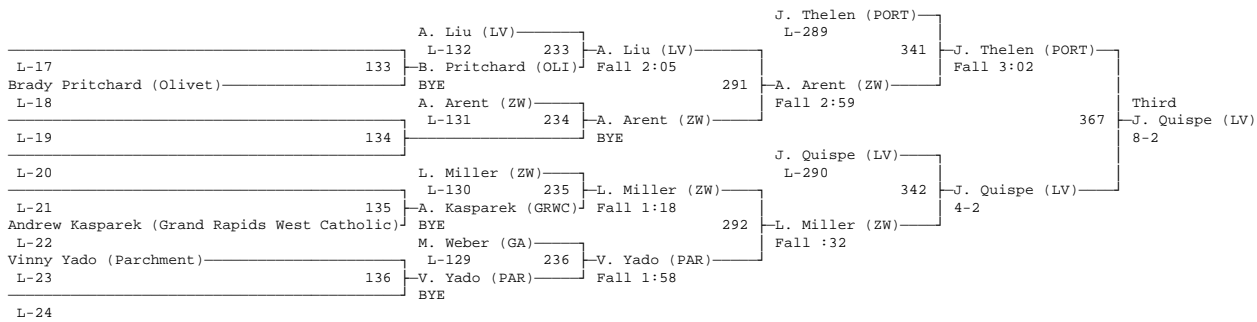 J. Thelen (PORT)
A. Liu (LV) L-289
L-132 233 A. Liu (LV) 341 J. Thelen (PORT)
L-17 133 B. Pritchard (OLI) Fall 2:05 Fall 3:02
Brady Pritchard (Olivet) BYE 291 A. Arent (ZW)
L-18 A. Arent (ZW) Fall 2:59 Third
L-131 234 A. Arent (ZW) 367 J. Quispe (LV)
L-19 134 BYE 8-2
J. Quispe (LV)
L-20 L. Miller (ZW) L-290
L-130 235 L. Miller (ZW) 342 J. Quispe (LV)
L-21 135 A. Kasparek (GRWC) Fall 1:18 4-2
Andrew Kasparek (Grand Rapids West Catholic) BYE 292 L. Miller (ZW)
L-22 M. Weber (GA) Fall :32
Vinny Yado (Parchment) L-129 236 V. Yado (PAR)
L-23 136 V. Yado (PAR) Fall 1:58
BYE
L-24